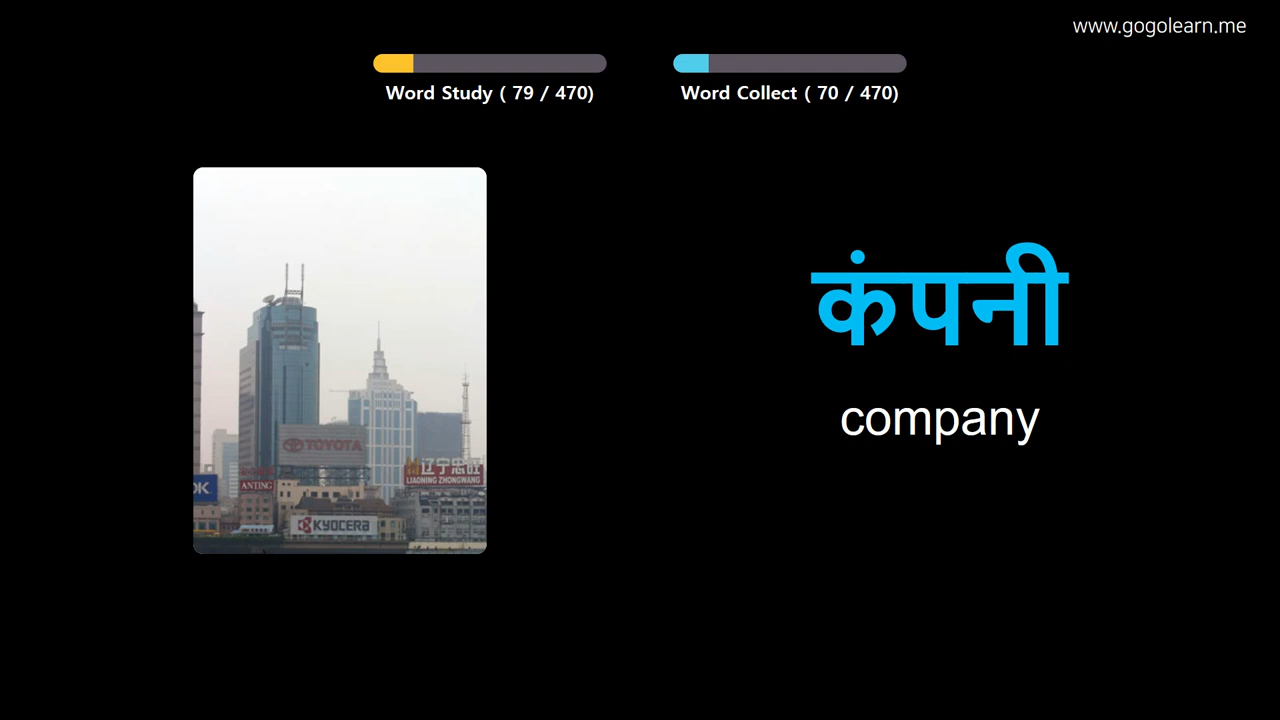 www.gogolearn.me
Word Study ( 79 / 470)
Word Collect ( 70 / 470)
कंपनी
company
TOYOTA
辽宁忠旺
LIAONING ZHONGWANG
OK
ANTING
KYOCERA